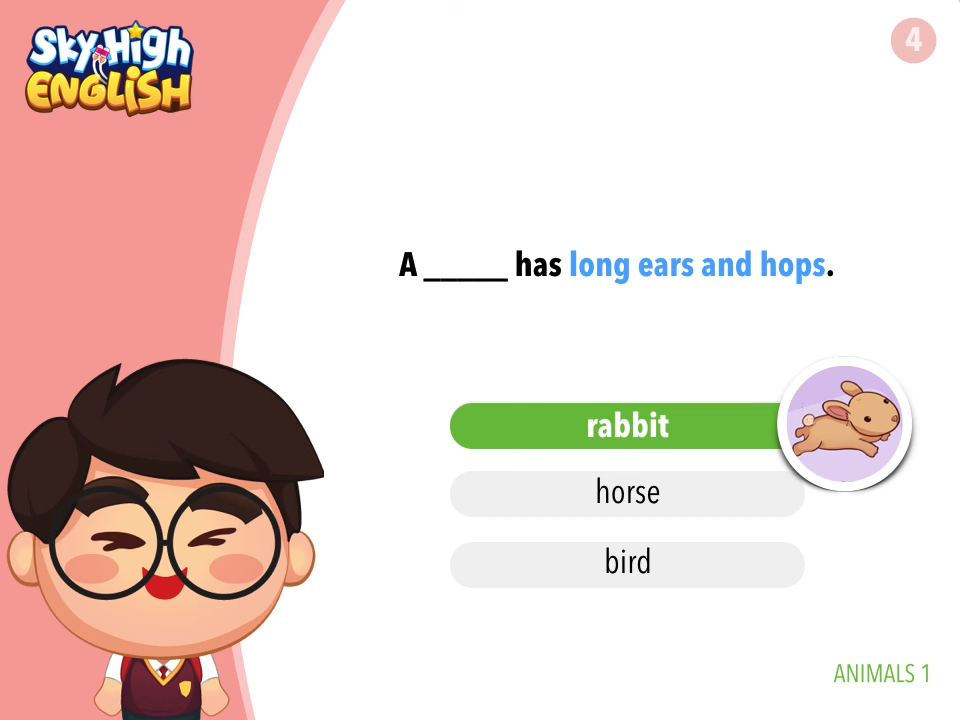 Sky High
ENGLISH
4
A _____ has long ears and hops.
rabbit
horse
bird
ANIMALS 1